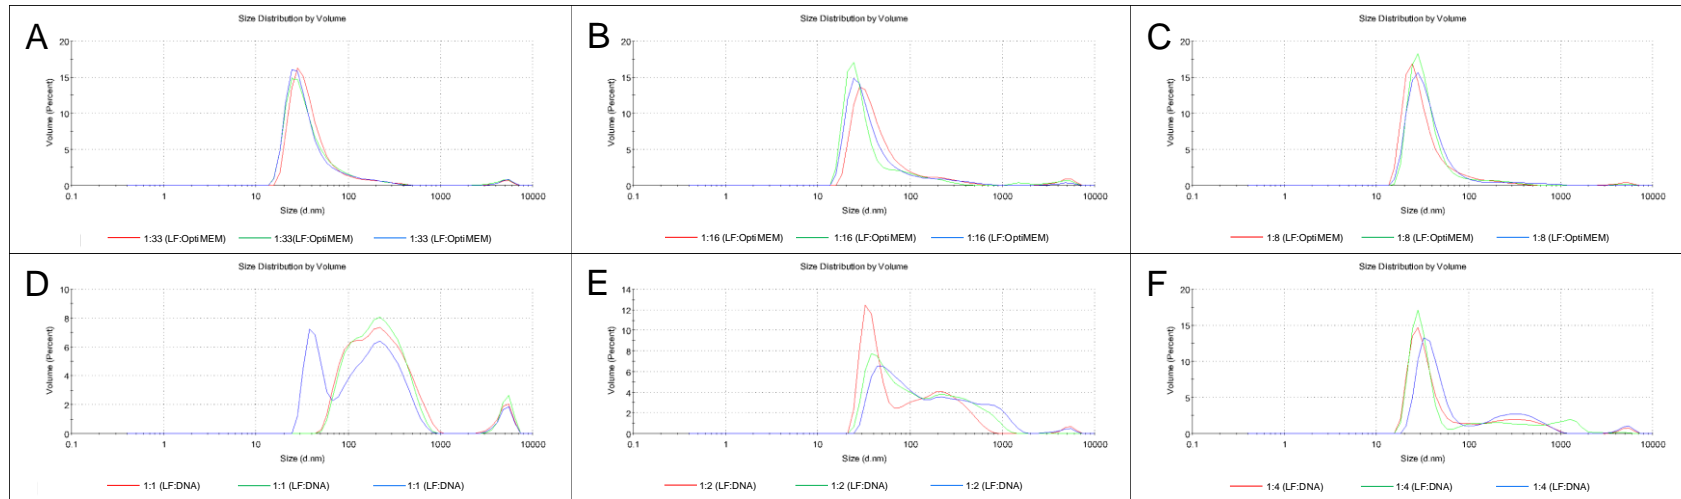 A
Size Distribution by Volume
Volume (Percent)
20
15
10
5
0
0.1 1 10 100 1000 10000
Size (d.nm)
1:33 (LF:OptiMEM) 1:33(LF:OptiMEM) 1:33 (LF:OptiMEM)
B
Size Distribution by Volume
Volume (Percent)
20
15
10
5
0
0.1 1 10 100 1000 10000
Size (d.nm)
1:16 (LF:OptiMEM) 1:16 (LF:OptiMEM) 1:16 (LF:OptiMEM)
C
Size Distribution by Volume
Volume (Percent)
20
15
10
5
0
0.1 1 10 100 1000 10000
Size (d.nm)
1:8 (LF:OptiMEM) 1:8 (LF:OptiMEM) 1:8 (LF:OptiMEM)
D
Size Distribution by Volume
Volume (Percent)
10
8
6
4
2
0
0.1 1 10 100 1000 10000
Size (d.nm)
1:1 (LF:DNA) 1:1 (LF:DNA) 1:1 (LF:DNA)
E
Size Distribution by Volume
Volume (Percent)
14
12
10
8
6
4
2
0
0.1 1 10 100 1000 10000
Size (d.nm)
1:2 (LF:DNA) 1:2 (LF:DNA) 1:2 (LF:DNA)
F
Size Distribution by Volume
Volume (Percent)
20
15
10
5
0
0.1 1 10 100 1000 10000
Size (d.nm)
1:4 (LF:DNA) 1:4 (LF:DNA) 1:4 (LF:DNA)